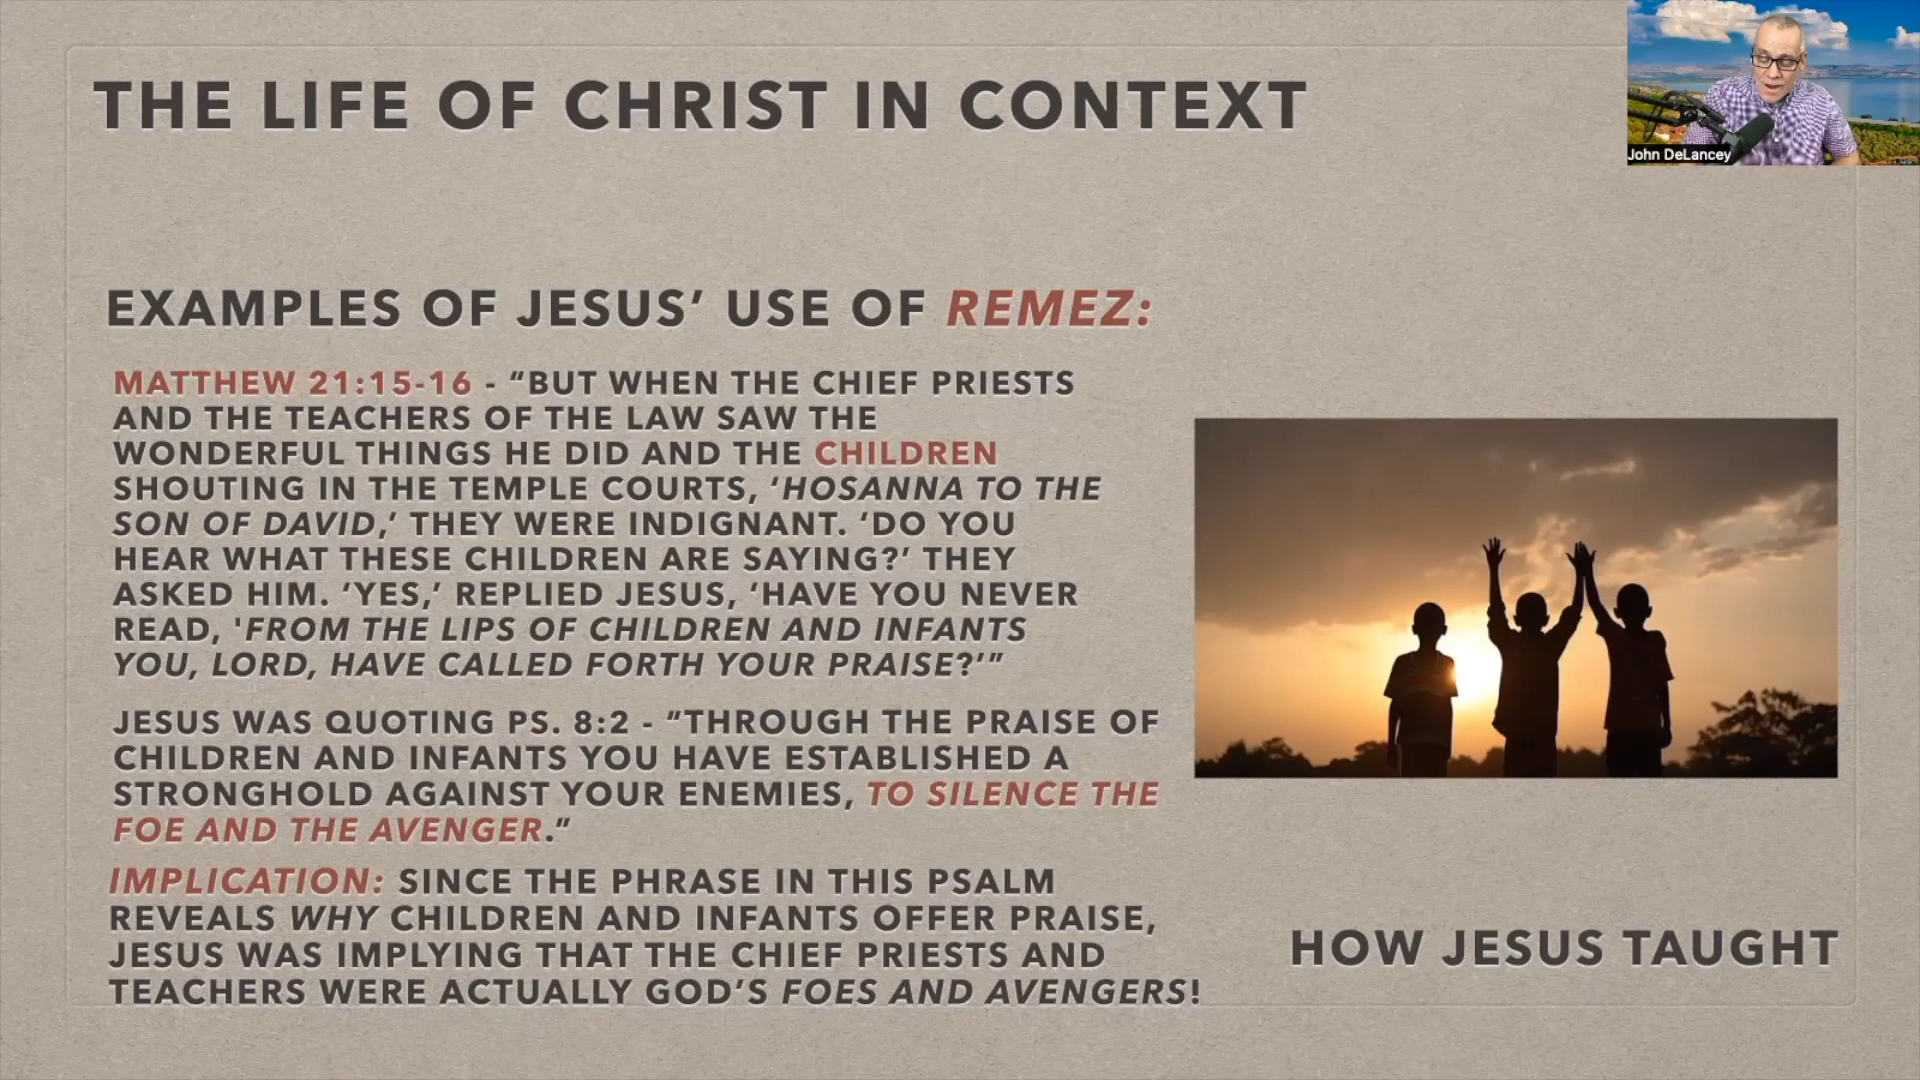 THE LIFE OF CHRIST IN CONTEXT
John DeLancey
EXAMPLES OF JESUS’ USE OF REMEZ:
MATTHEW 21:15-16 - “BUT WHEN THE CHIEF PRIESTS
AND THE TEACHERS OF THE LAW SAW THE
WONDERFUL THINGS HE DID AND THE CHILDREN
SHOUTING IN THE TEMPLE COURTS, ‘HOSANNA TO THE
SON OF DAVID,’ THEY WERE INDIGNANT. ‘DO YOU
HEAR WHAT THESE CHILDREN ARE SAYING?’ THEY
ASKED HIM. ‘YES,’ REPLIED JESUS, ‘HAVE YOU NEVER
READ, 'FROM THE LIPS OF CHILDREN AND INFANTS
YOU, LORD, HAVE CALLED FORTH YOUR PRAISE?’”
JESUS WAS QUOTING PS. 8:2 - “THROUGH THE PRAISE OF
CHILDREN AND INFANTS YOU HAVE ESTABLISHED A
STRONGHOLD AGAINST YOUR ENEMIES, TO SILENCE THE
FOE AND THE AVENGER.”
IMPLICATION: SINCE THE PHRASE IN THIS PSALM
REVEALS WHY CHILDREN AND INFANTS OFFER PRAISE,
JESUS WAS IMPLYING THAT THE CHIEF PRIESTS AND
TEACHERS WERE ACTUALLY GOD’S FOES AND AVENGERS!
HOW JESUS TAUGHT